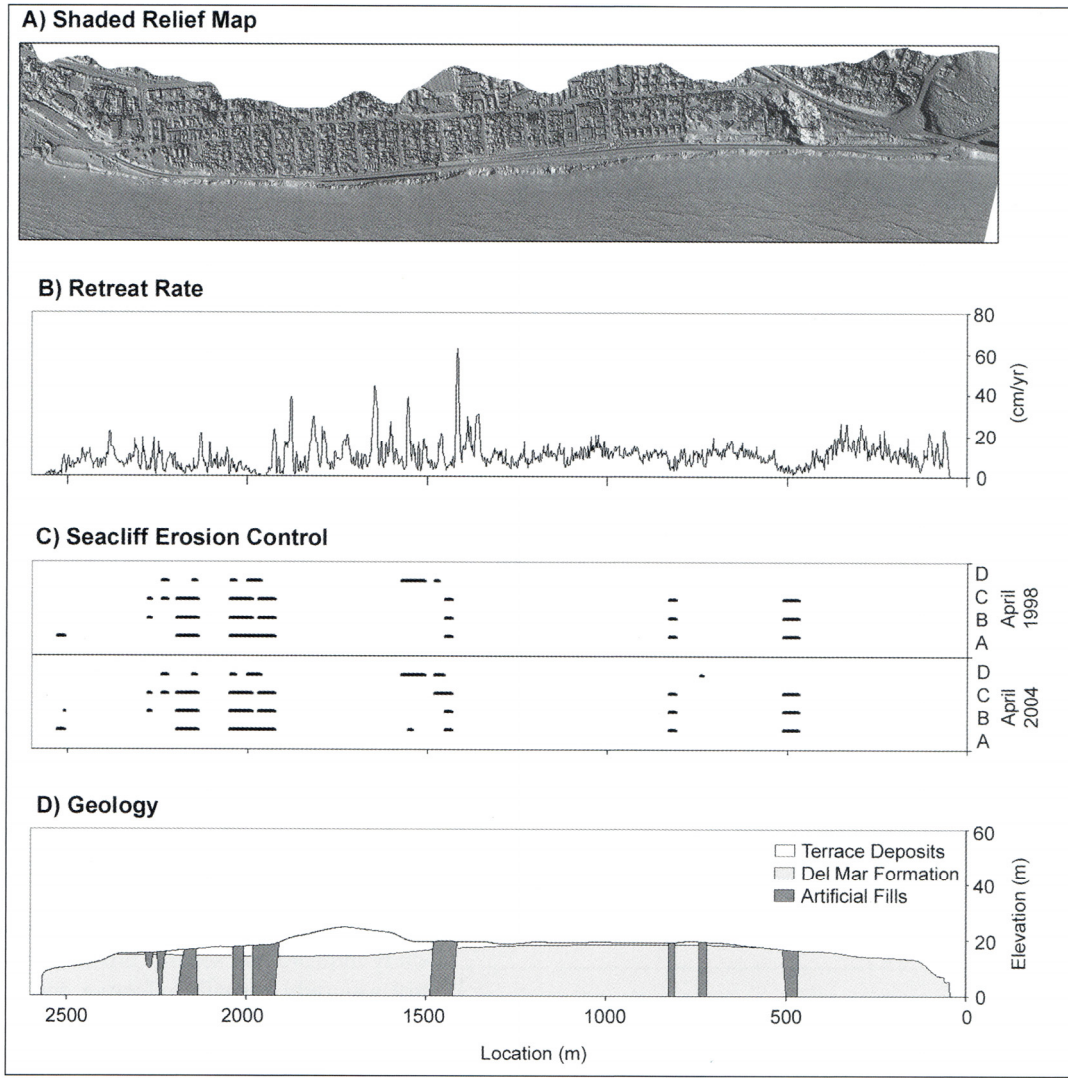 A) Shaded Relief Map
B) Retreat Rate
80
60
40
20
0
(cm/yr)
C) Seacliff Erosion Control
D
C
B
A
April
1998
D
C
B
A
April
2004
D) Geology
Terrace Deposits
Del Mar Formation
Artificial Fills
60
40
20
0
Elevation (m)
2500 2000 1500 1000 500 0
Location (m)